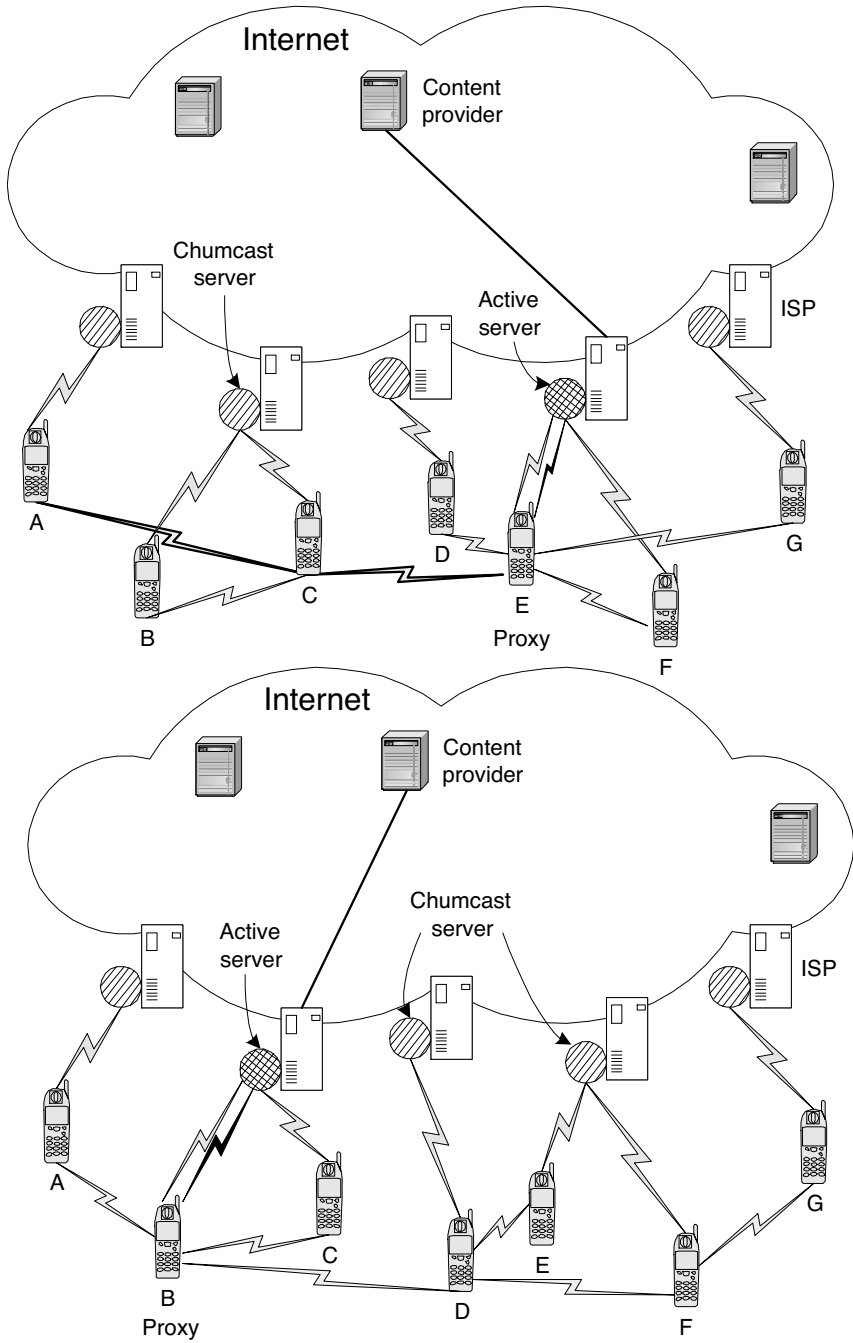 Internet
Content
provider
Chumcast
server
Active
server
ISP
A
B
C
D
E
Proxy
F
G
Internet
Content
provider
Active
server
Chumcast
server
ISP
A
B
Proxy
C
D
E
F
G